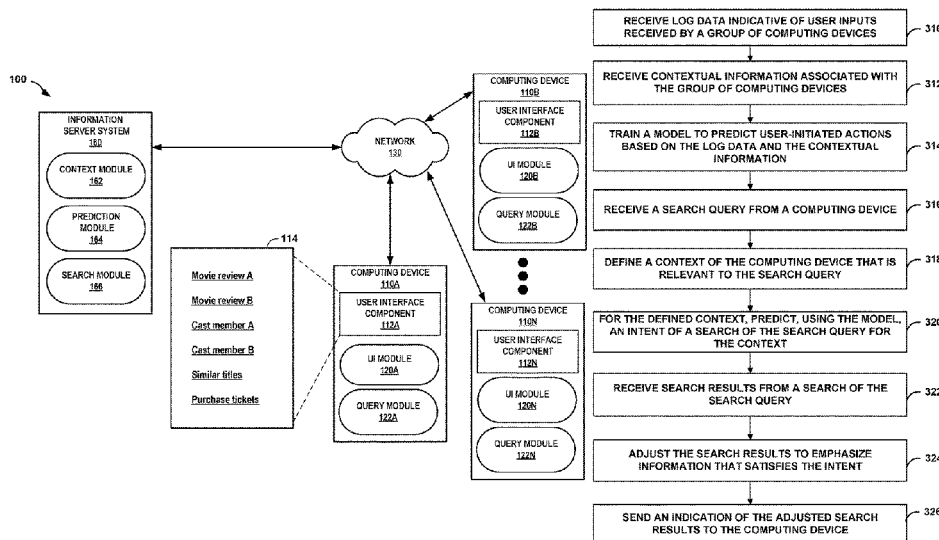 100
INFORMATION
SERVER SYSTEM
160
CONTEXT MODULE
162
PREDICTION
MODULE
164
SEARCH MODULE
166
NETWORK
130
114
Movie review A
Movie review B
Cast member A
Cast member B
Similar titles
Purchase tickets
COMPUTING DEVICE
110A
USER INTERFACE
COMPONENT
112A
UI MODULE
120A
QUERY MODULE
122A
COMPUTING DEVICE
110B
USER INTERFACE
COMPONENT
112B
UI MODULE
120B
QUERY MODULE
122B
COMPUTING DEVICE
110N
USER INTERFACE
COMPONENT
112N
UI MODULE
120N
QUERY MODULE
122N
RECEIVE LOG DATA INDICATIVE OF USER INPUTS
RECEIVED BY A GROUP OF COMPUTING DEVICES
310
RECEIVE CONTEXTUAL INFORMATION ASSOCIATED WITH
THE GROUP OF COMPUTING DEVICES
312
TRAIN A MODEL TO PREDICT USER-INITIATED ACTIONS
BASED ON THE LOG DATA AND THE CONTEXTUAL
INFORMATION
314
RECEIVE A SEARCH QUERY FROM A COMPUTING DEVICE
316
DEFINE A CONTEXT OF THE COMPUTING DEVICE THAT IS
RELEVANT TO THE SEARCH QUERY
318
FOR THE DEFINED CONTEXT, PREDICT, USING THE MODEL,
AN INTENT OF A SEARCH OF THE SEARCH QUERY FOR
THE CONTEXT
320
RECEIVE SEARCH RESULTS FROM A SEARCH OF THE
SEARCH QUERY
322
ADJUST THE SEARCH RESULTS TO EMPHASIZE
INFORMATION THAT SATISFIES THE INTENT
324
SEND AN INDICATION OF THE ADJUSTED SEARCH
RESULTS TO THE COMPUTING DEVICE
326